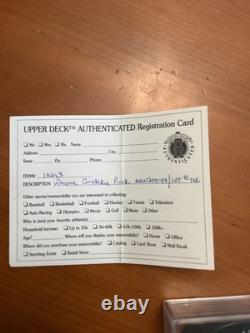 UPPER DECK™ AUTHENTICATED Registration Card
☐ Mr. ☐ Mrs. ☐ Ms. Name
Address City
State Zip Phone
ITEM 15213
DESCRIPTION Wayne Gretzky Puck
Other sports/memorabilia you are interested in collecting:
☐ Baseball ☐ Basketball ☐ Football ☐ Hockey ☐ Tennis ☐ Television
☐ Auto Racing ☐ Olympics ☐ Movie ☐ Golf ☐ Music ☐ Other
Who is (are) your favorite athlete(s)
Household income: ☐ Up to 35k ☐ 36-60k ☐ 61k-100k ☐ 100k+
Age? Where will you display your memorabilia? ☐ Home ☐ Office
Where did you purchase your memorabilia? ☐ Catalog ☐ Card Show ☐ Mall Kiosk
☐ Sporting Event ☐ Retail Store